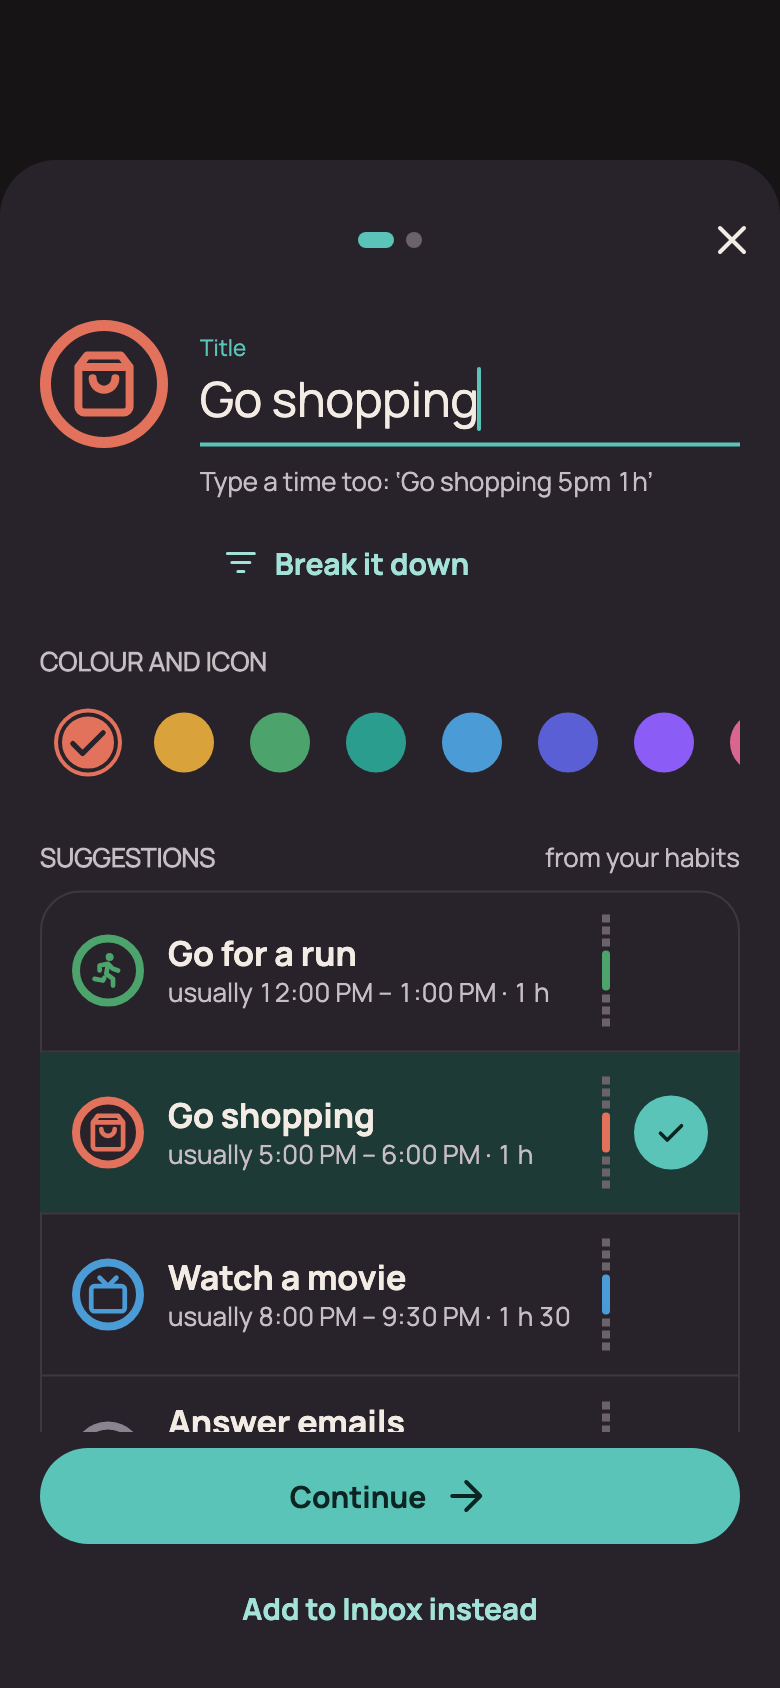 Title
Go shopping
Type a time too: ‘Go shopping 5pm 1h’
Break it down
COLOUR AND ICON
SUGGESTIONS from your habits
Go for a run
usually 12:00 PM – 1:00 PM · 1 h
Go shopping
usually 5:00 PM – 6:00 PM · 1 h
Watch a movie
usually 8:00 PM – 9:30 PM · 1 h 30
Answer emails
Continue
Add to Inbox instead